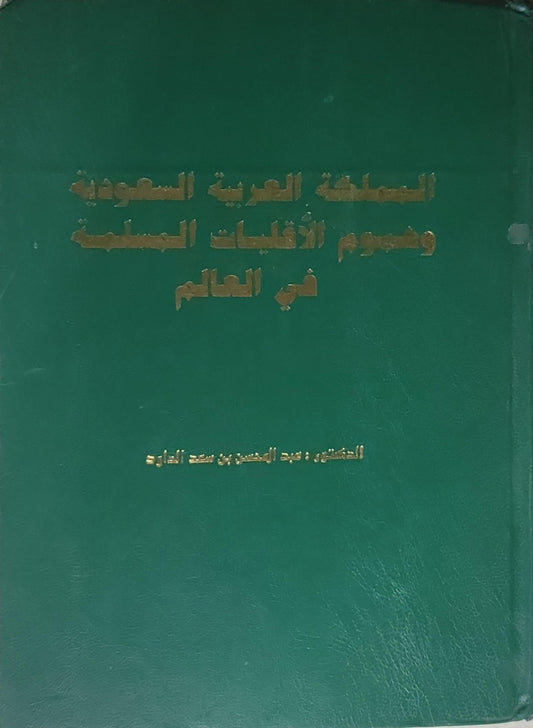 المملكة العربية السعودية
وهموم الأقليات المسلمة
في العالم
الدكتور : عبد المحسن بن سعد الداود